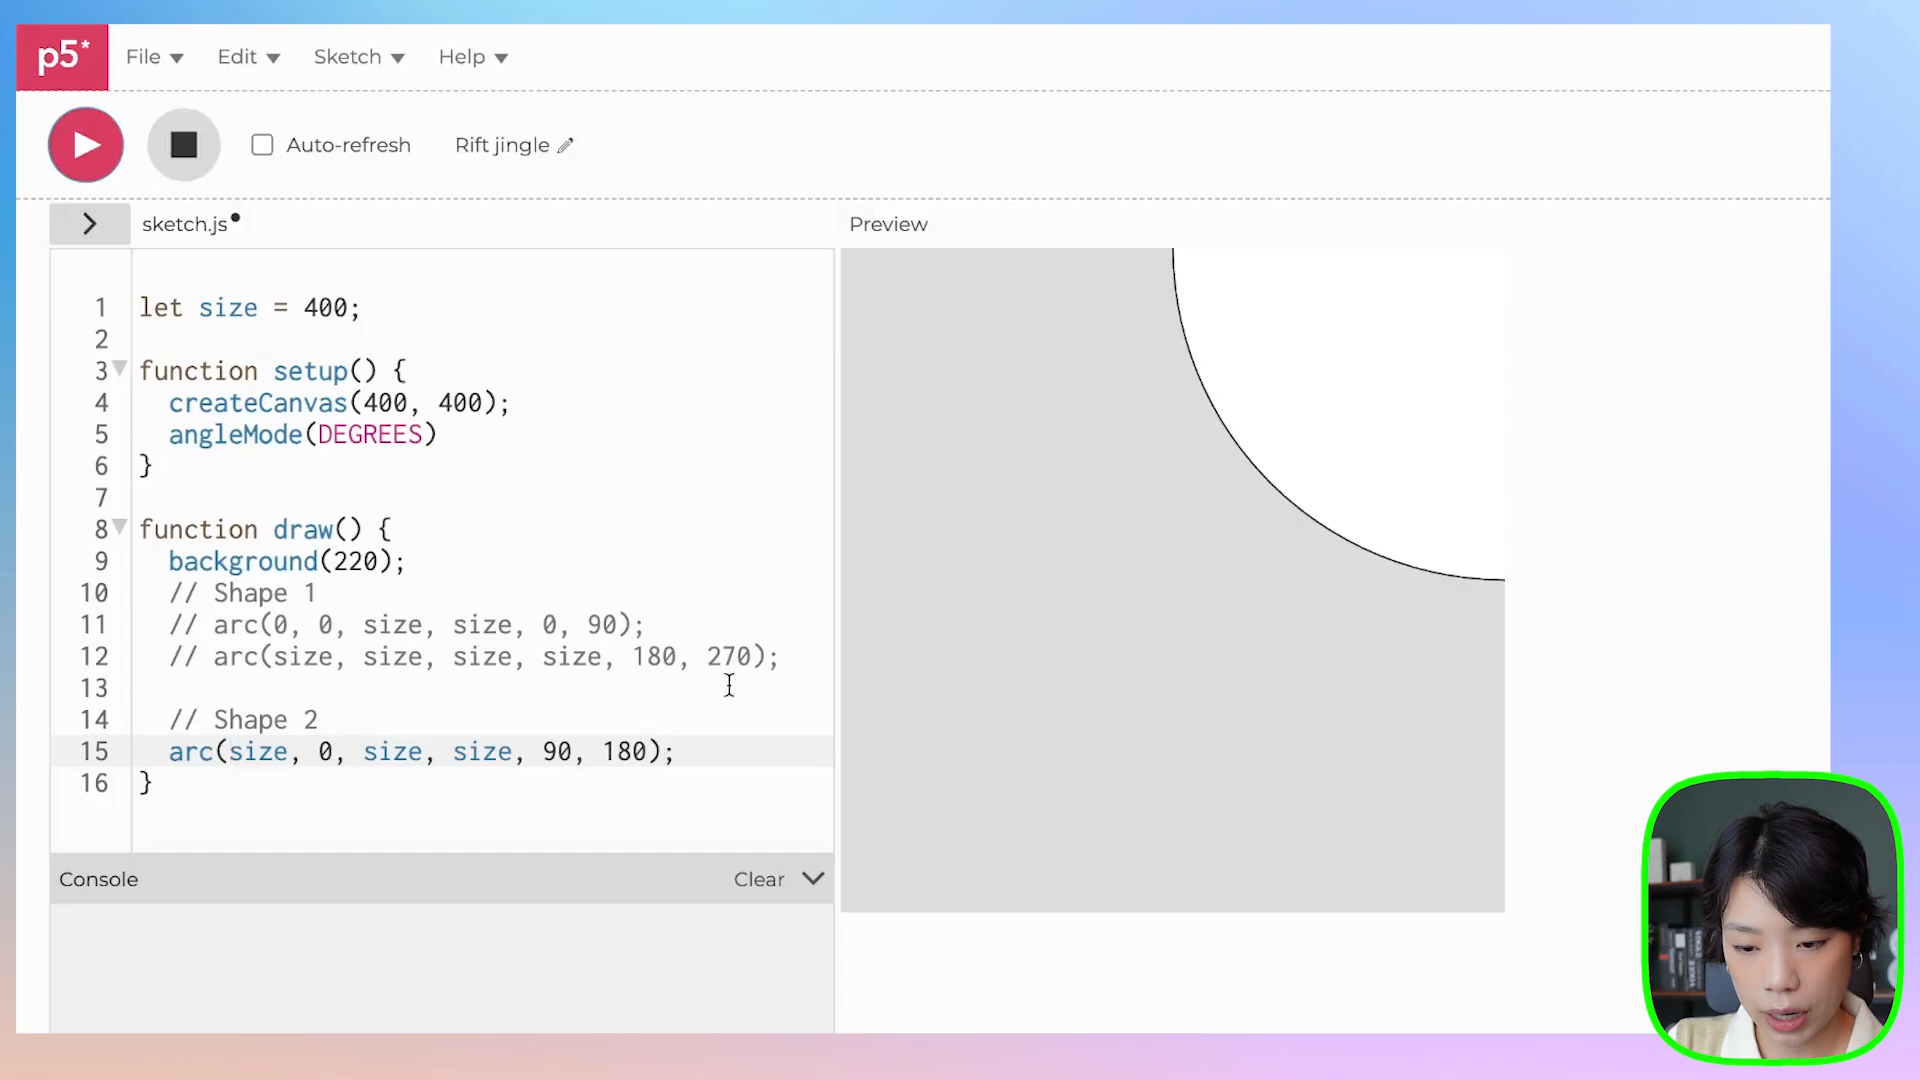 p5* File Edit Sketch Help
Auto-refresh Rift jingle
sketch.js Preview
1 let size = 400;
2
3 function setup() {
4 createCanvas(400, 400);
5 angleMode(DEGREES)
6 }
7
8 function draw() {
9 background(220);
10 // Shape 1
11 // arc(0, 0, size, size, 0, 90);
12 // arc(size, size, size, size, 180, 270);
13
14 // Shape 2
15 arc(size, 0, size, size, 90, 180);
16 }
Console Clear